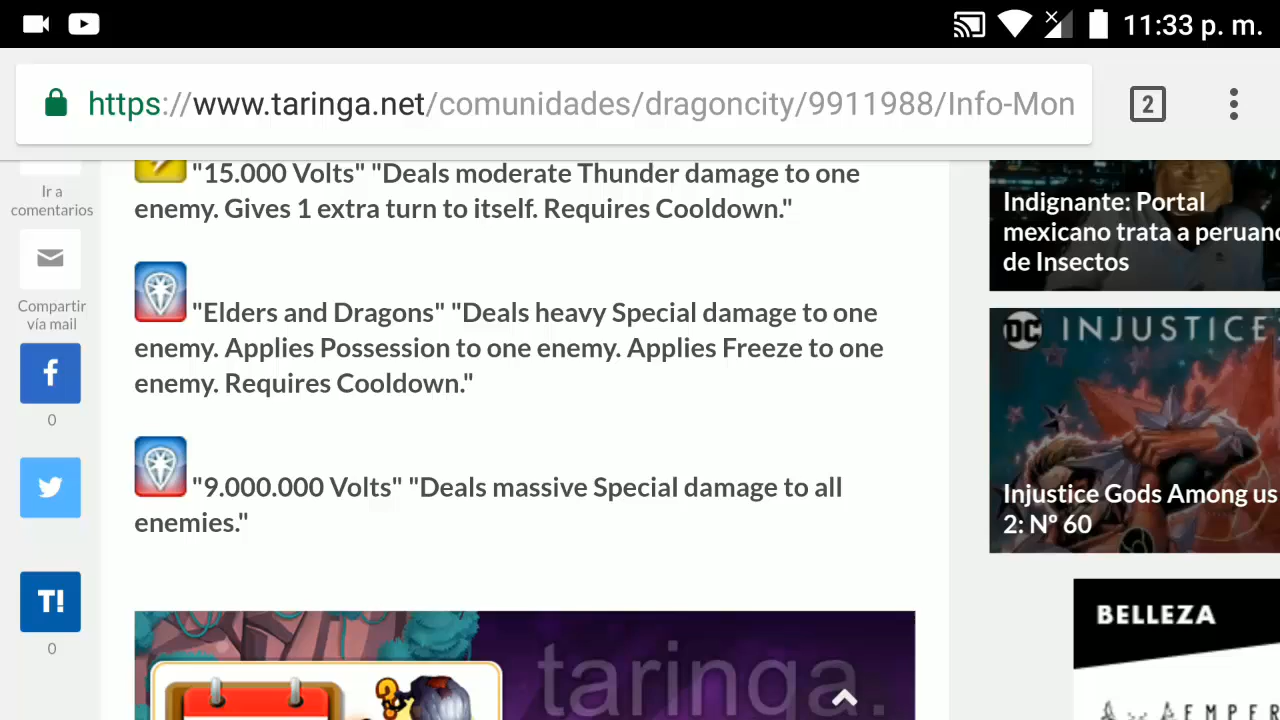 11:33 p. m.
https://www.taringa.net/comunidades/dragoncity/9911988/Info-Mon
2
Ir a
comentarios
Compartir
vía mail
0
T!
0
"15.000 Volts" "Deals moderate Thunder damage to one
enemy. Gives 1 extra turn to itself. Requires Cooldown."
"Elders and Dragons" "Deals heavy Special damage to one
enemy. Applies Possession to one enemy. Applies Freeze to one
enemy. Requires Cooldown."
"9.000.000 Volts" "Deals massive Special damage to all
enemies."
taringa.
Indignante: Portal
mexicano trata a peruano
de Insectos
DC INJUSTICE
Injustice Gods Among us
2: Nº 60
BELLEZA